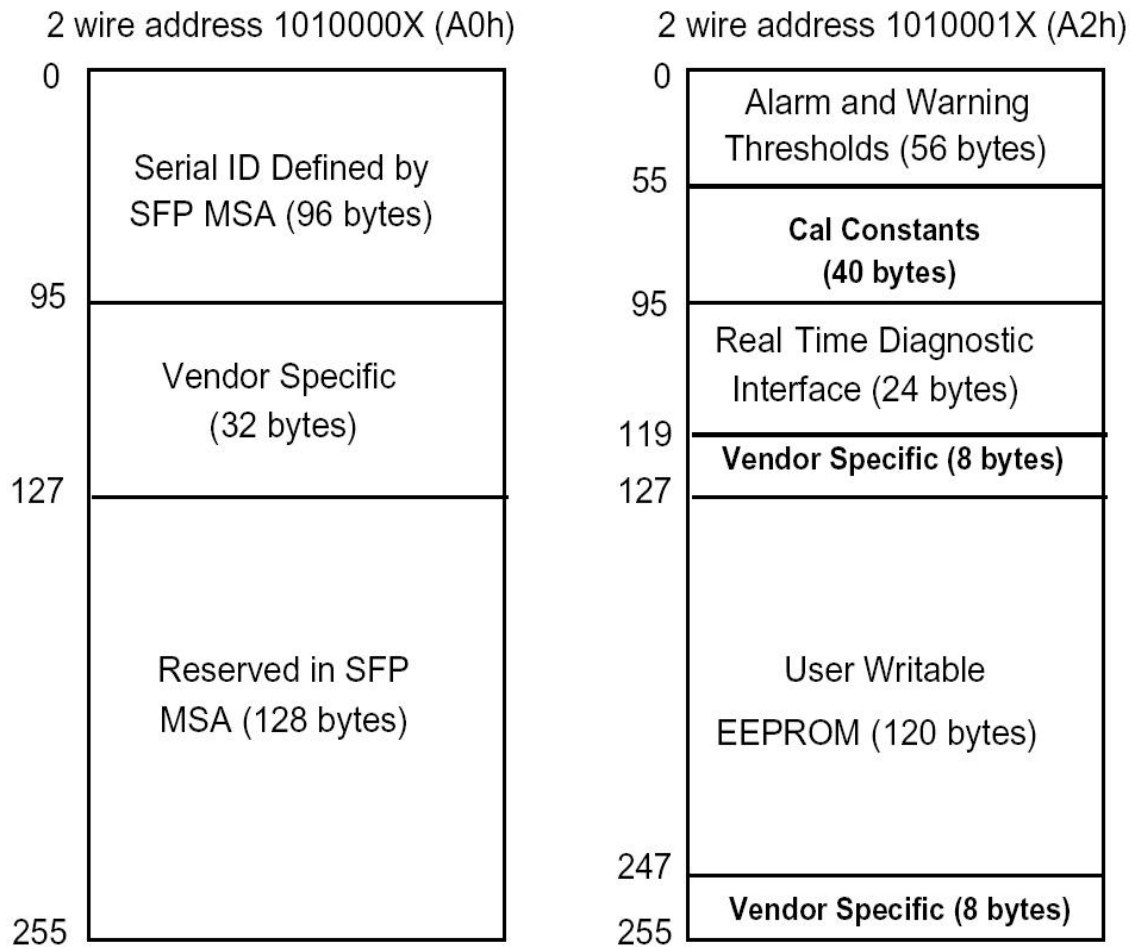 2 wire address 1010000X (A0h)
0
Serial ID Defined by
SFP MSA (96 bytes)
95
Vendor Specific
(32 bytes)
127
Reserved in SFP
MSA (128 bytes)
255
2 wire address 1010001X (A2h)
0
Alarm and Warning
Thresholds (56 bytes)
55
Cal Constants
(40 bytes)
95
Real Time Diagnostic
Interface (24 bytes)
119
Vendor Specific (8 bytes)
127
User Writable
EEPROM (120 bytes)
247
Vendor Specific (8 bytes)
255